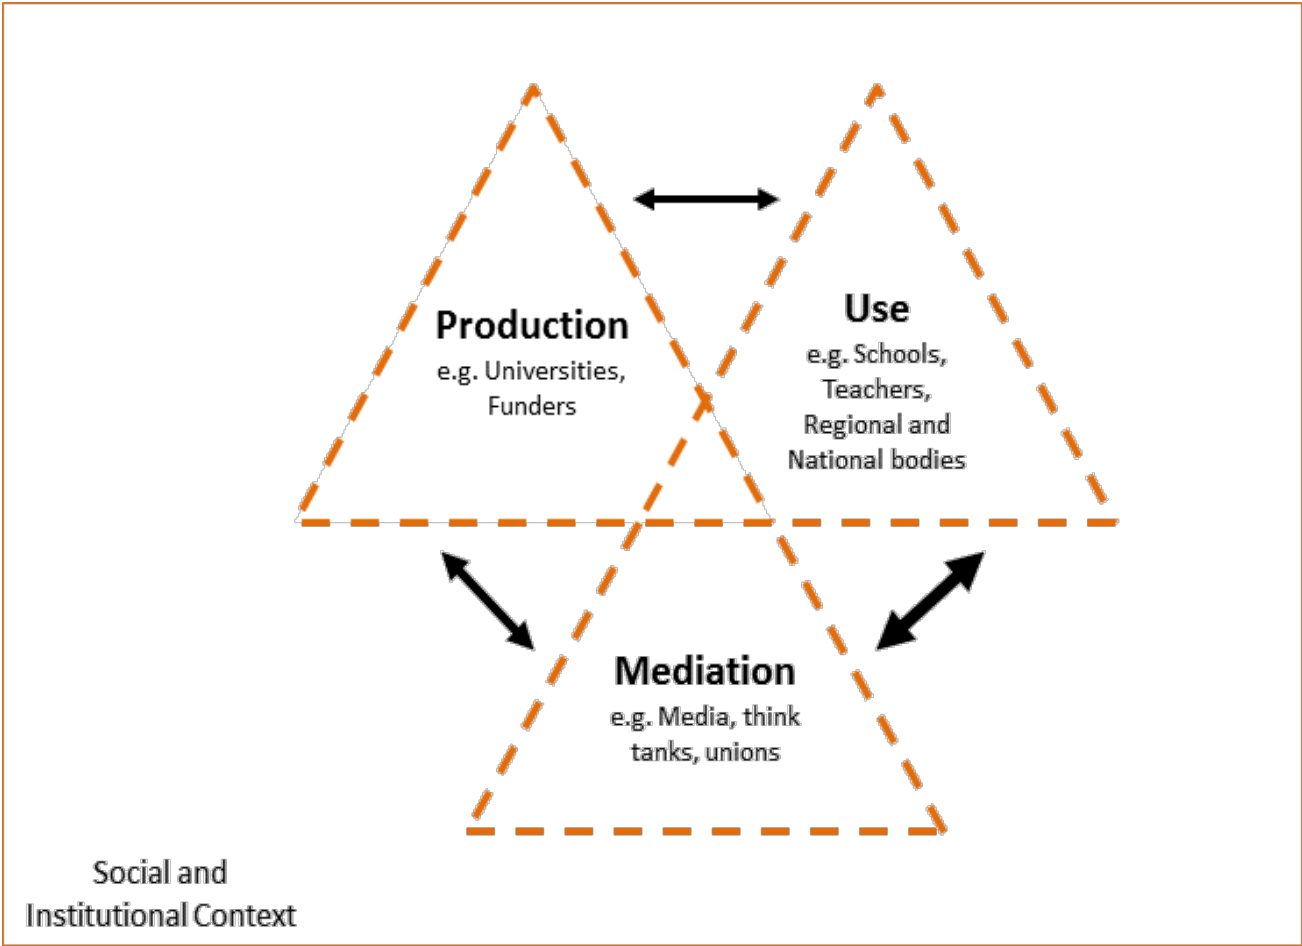 Production
e.g. Universities,
Funders
Use
e.g. Schools,
Teachers,
Regional and
National bodies
Mediation
e.g. Media, think
tanks, unions
Social and
Institutional Context